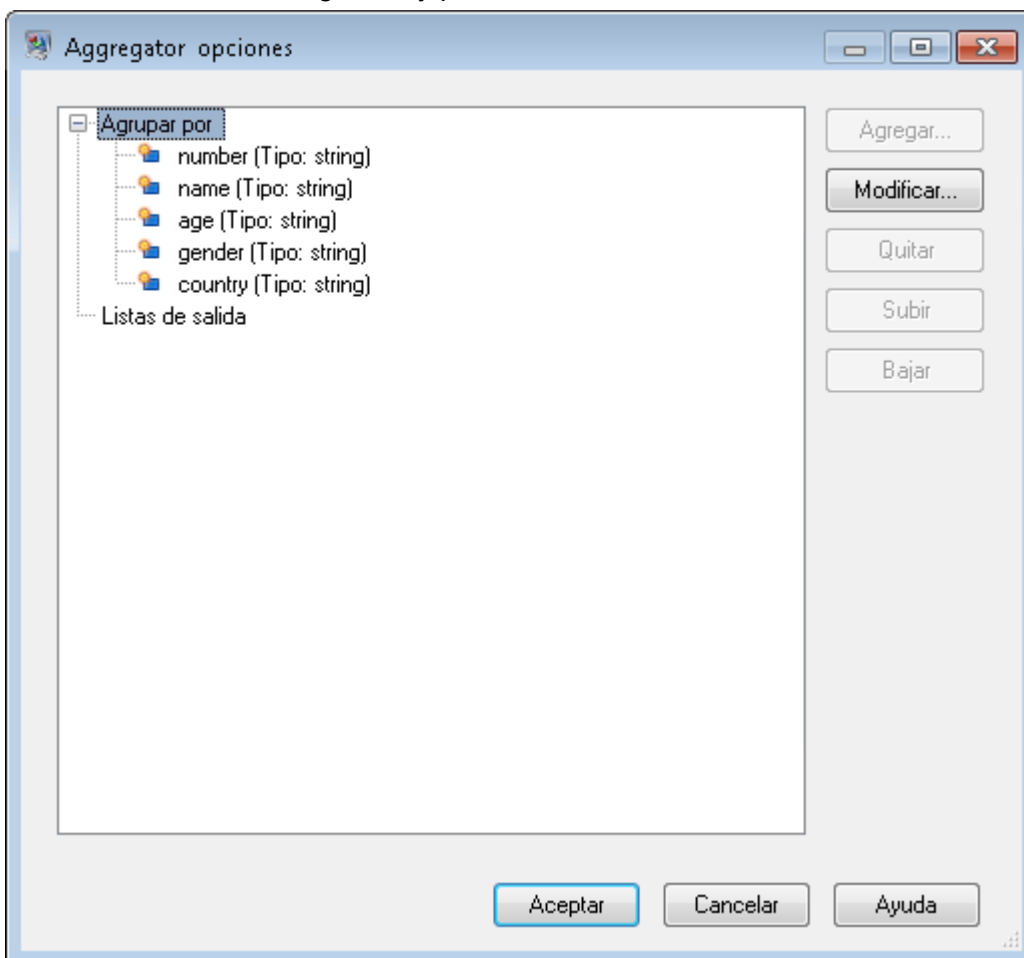 Aggregator opciones
Agrupar por
number (Tipo: string)
name (Tipo: string)
age (Tipo: string)
gender (Tipo: string)
country (Tipo: string)
Listas de salida
Agregar...
Modificar...
Quitar
Subir
Bajar
Aceptar
Cancelar
Ayuda